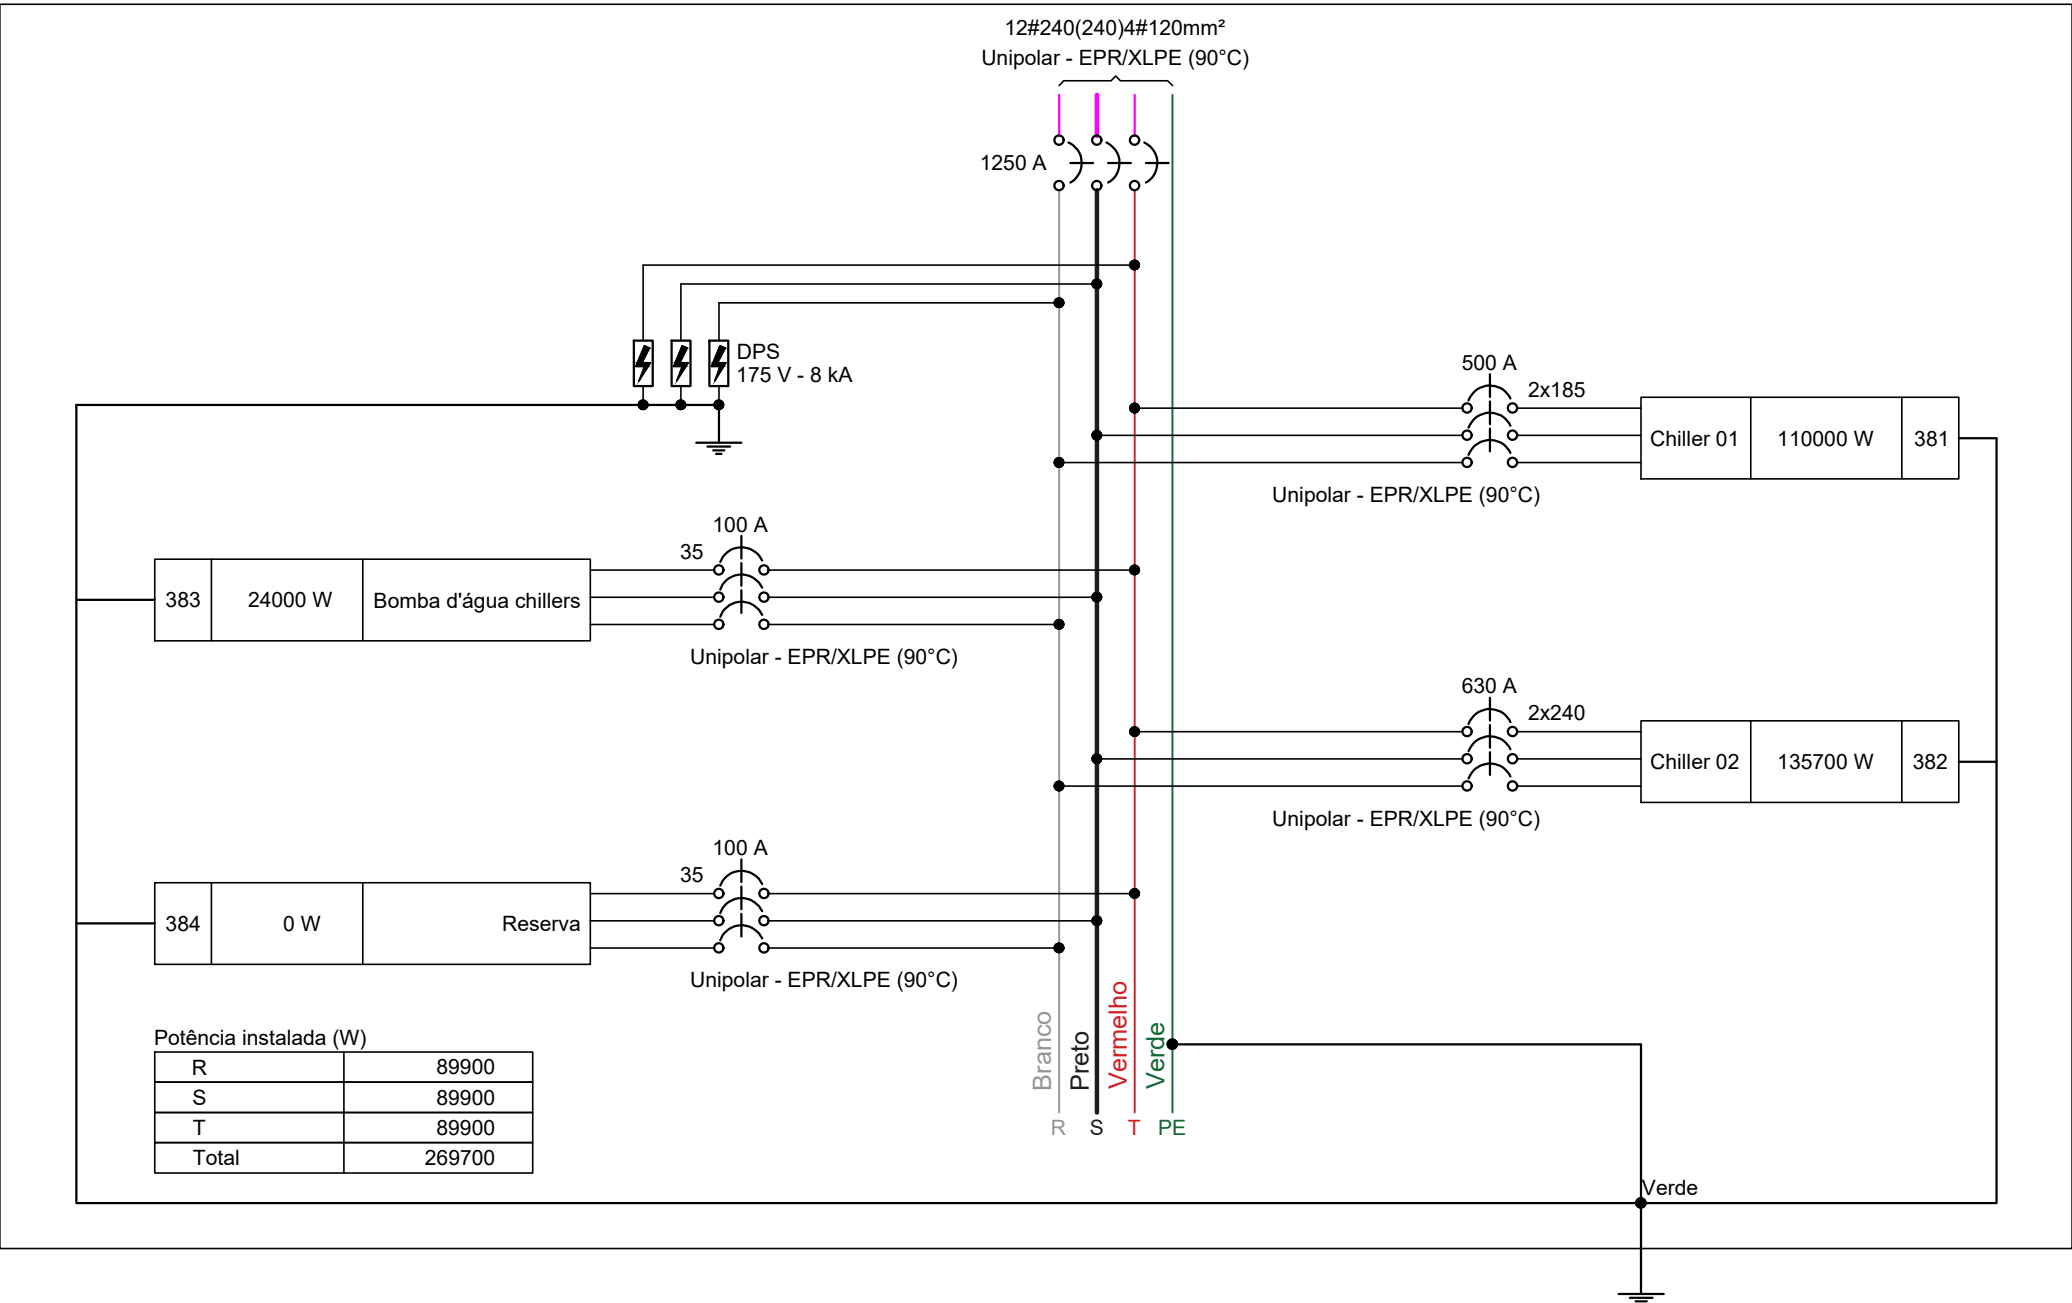 12#240(240)4#120mm²
Unipolar - EPR/XLPE (90°C)
1250 A
DPS
175 V - 8 kA
500 A
2x185
Chiller 01 110000 W 381
Unipolar - EPR/XLPE (90°C)
100 A
35
383 24000 W Bomba d'água chillers
Unipolar - EPR/XLPE (90°C)
630 A
2x240
Chiller 02 135700 W 382
Unipolar - EPR/XLPE (90°C)
100 A
35
384 0 W Reserva
Unipolar - EPR/XLPE (90°C)
Branco
Preto
Vermelho
Verde
R S T PE
Potência instalada (W)
R 89900
S 89900
T 89900
Total 269700
Verde